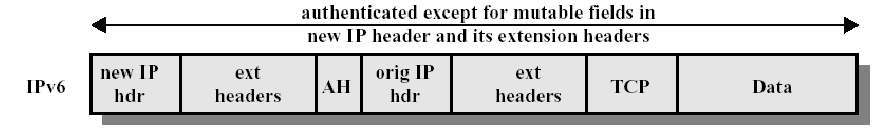 authenticated except for mutable fields in
new IP header and its extension headers
IPv6
new IP
hdr
ext
headers
AH
orig IP
hdr
ext
headers
TCP
Data